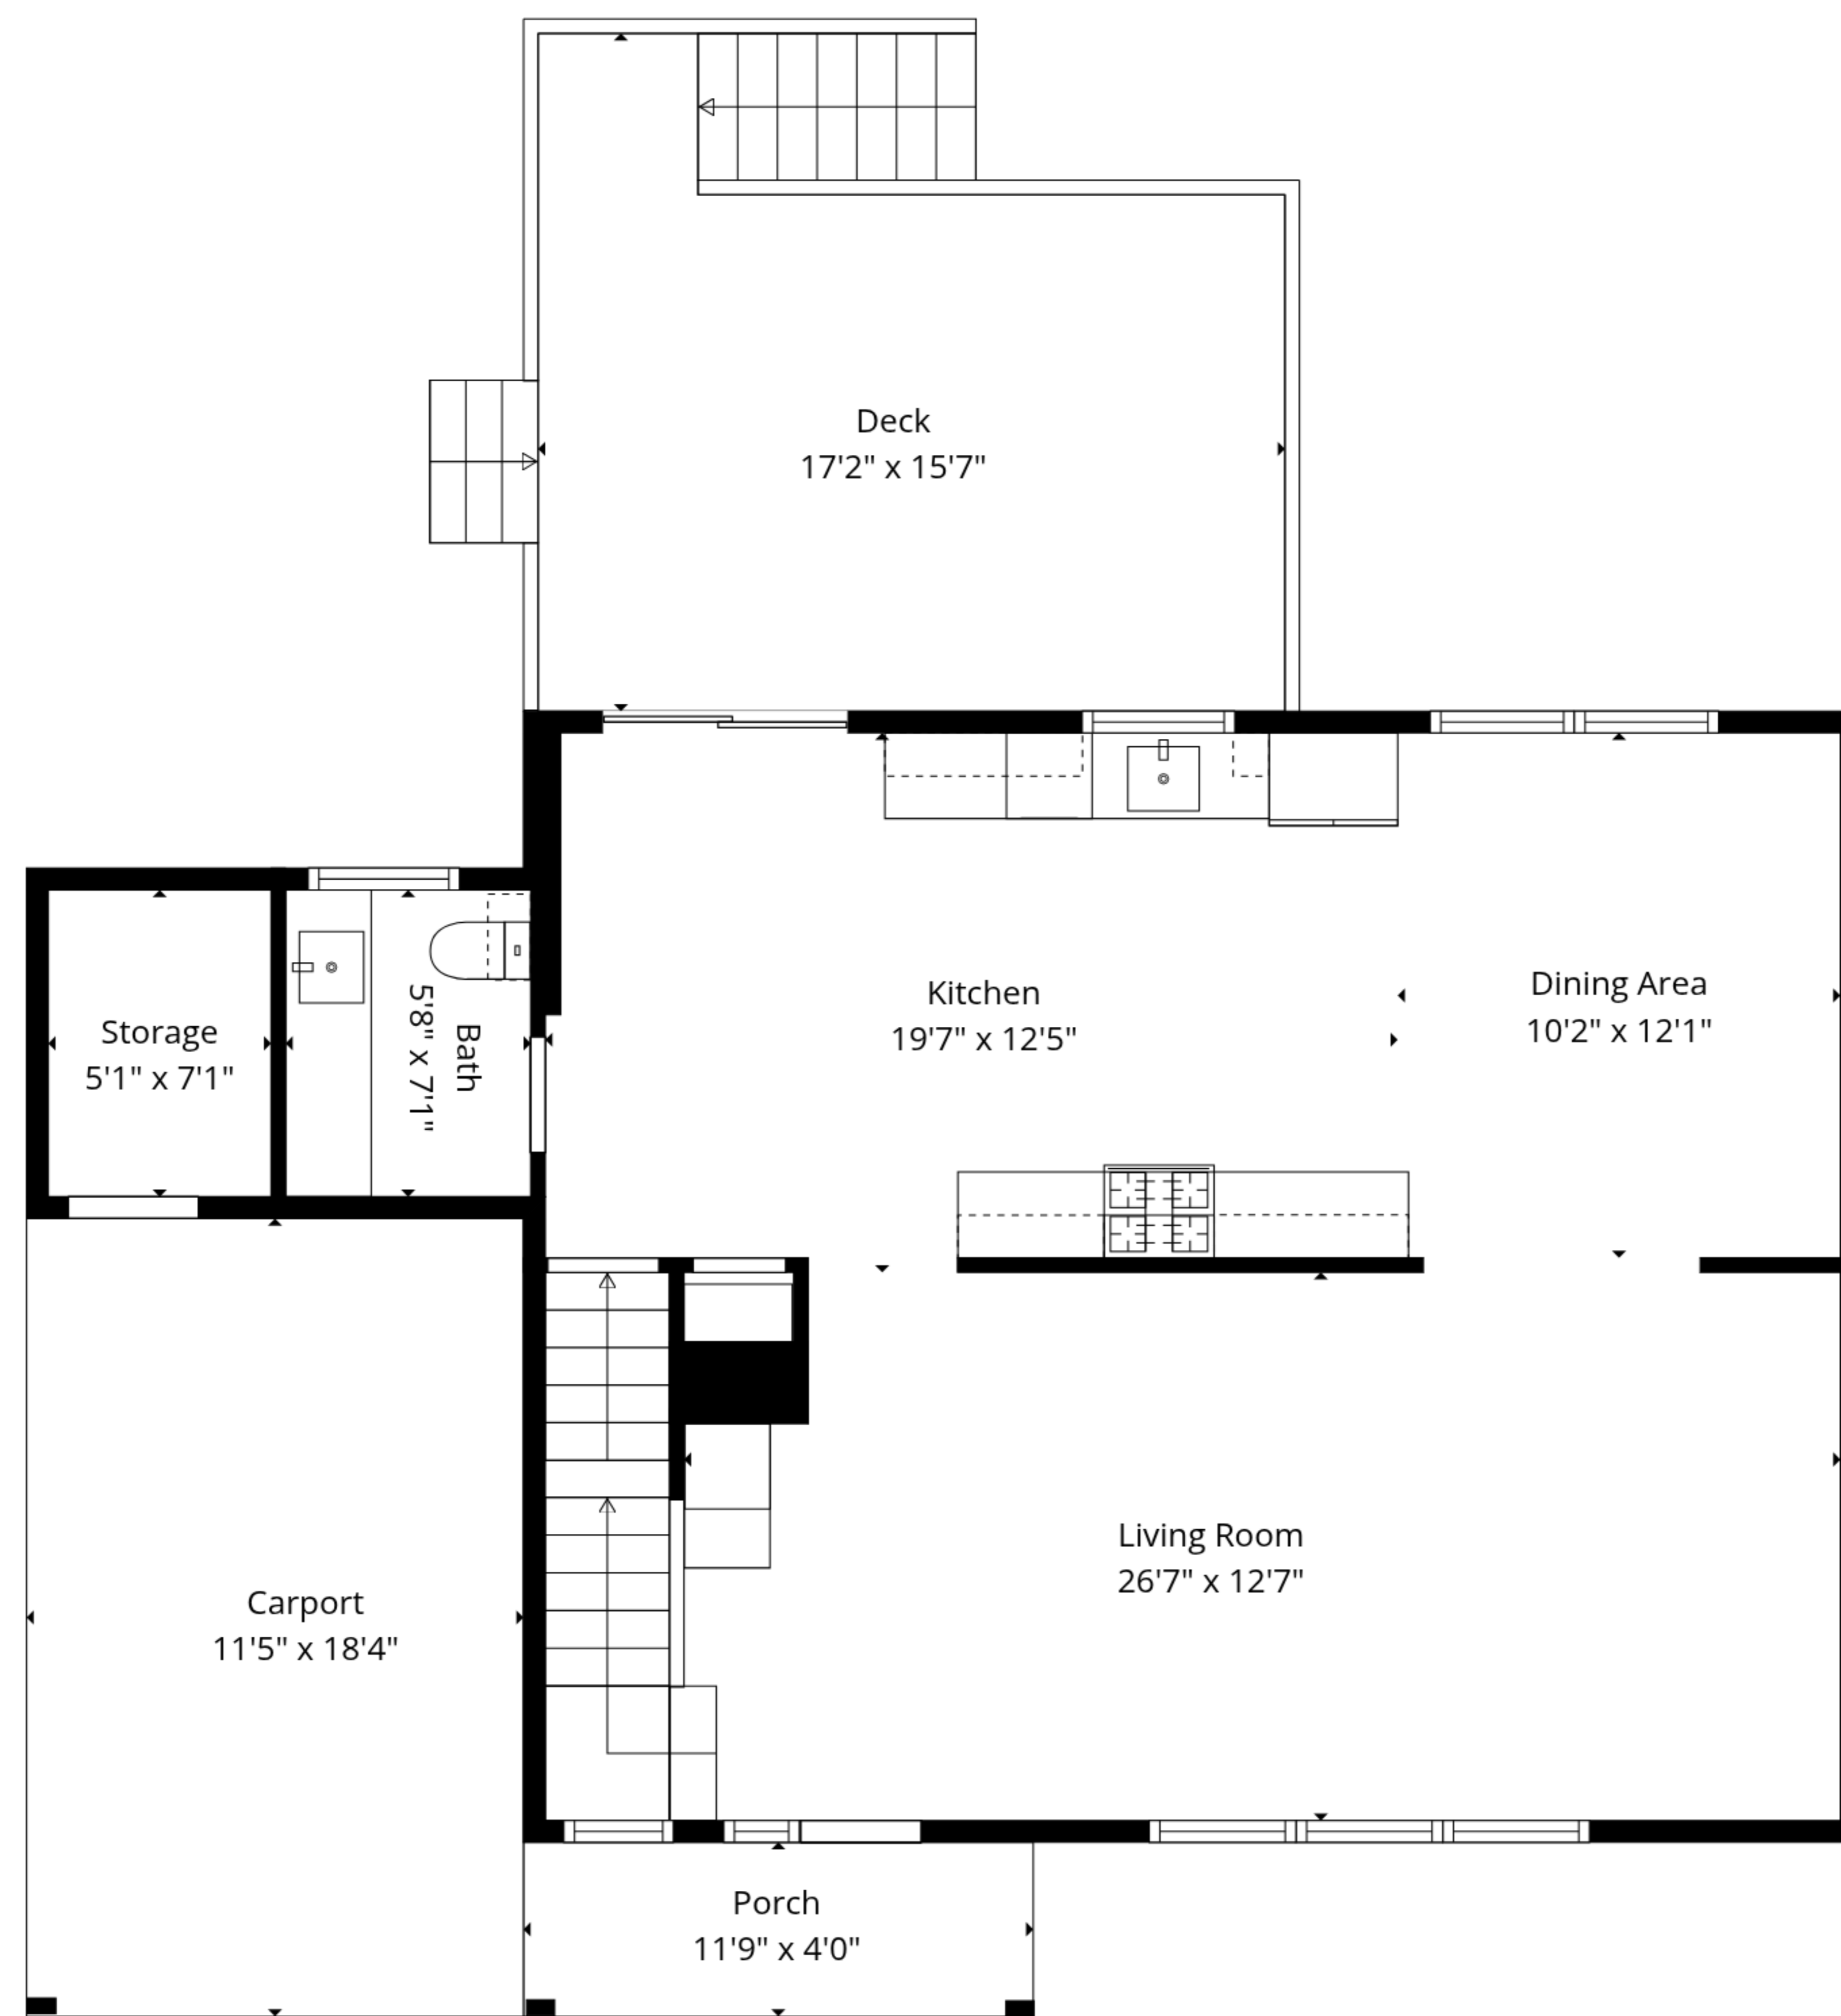 Deck
17'2" x 15'7"
Kitchen
19'7" x 12'5"
Dining Area
10'2" x 12'1"
Storage
5'1" x 7'1"
Bath
5'8" x 7'1"
Living Room
26'7" x 12'7"
Carport
11'5" x 18'4"
Porch
11'9" x 4'0"